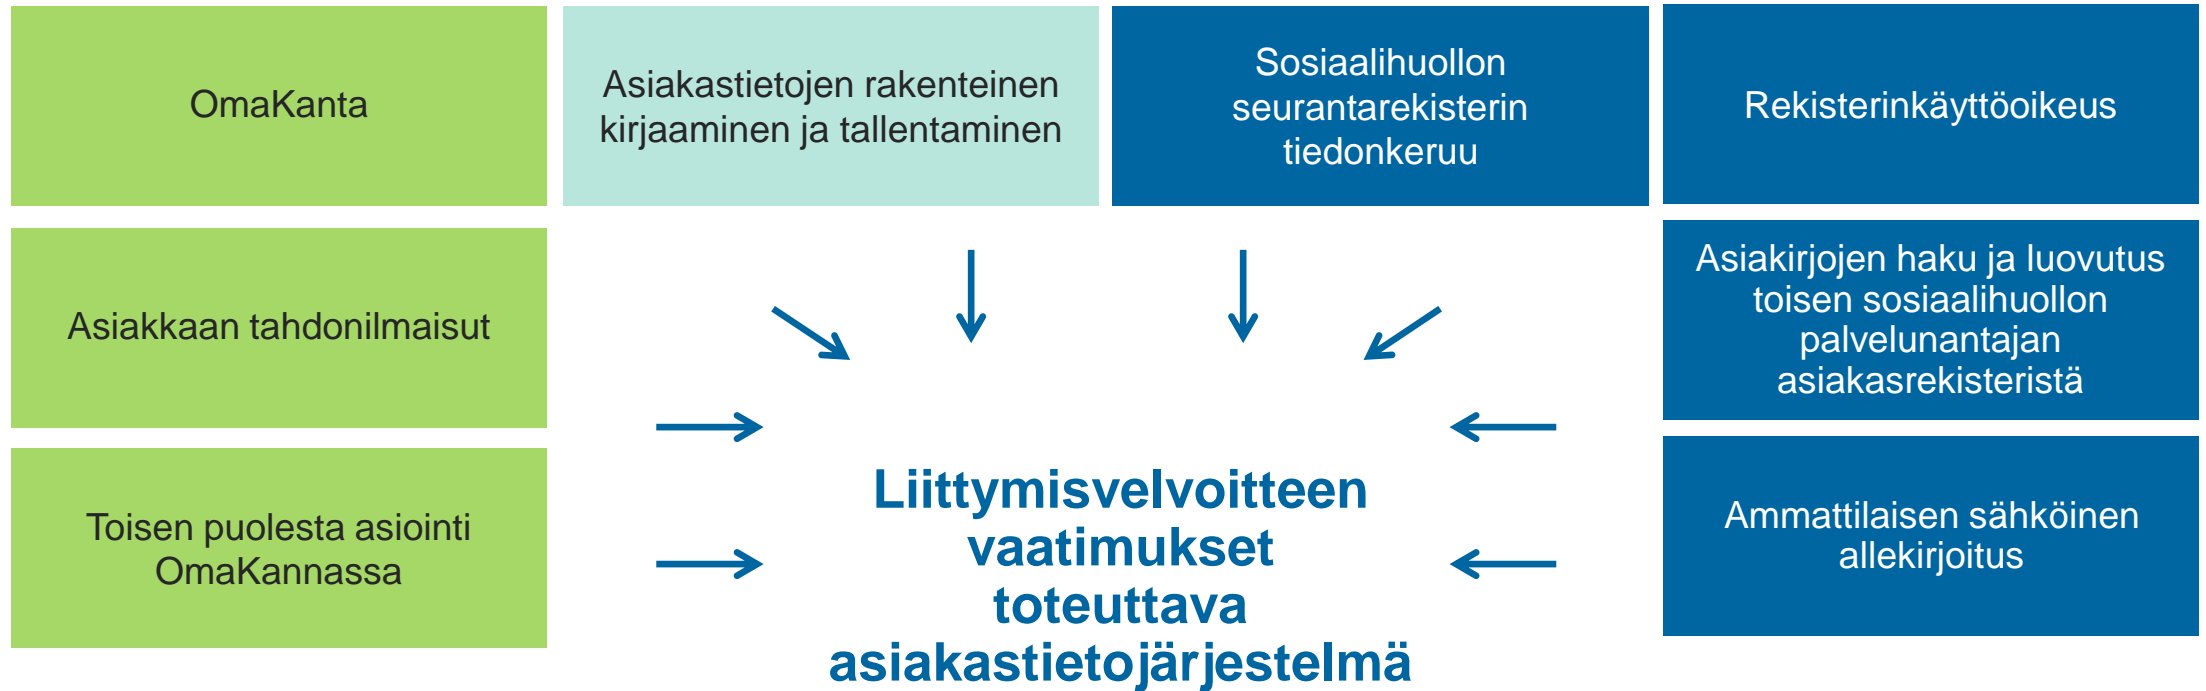 OmaKanta
Asiakastietojen rakenteinen
kirjaaminen ja tallentaminen
Sosiaalihuollon
seurantarekisterin
tiedonkeruu
Rekisterinkäyttöoikeus
Asiakkaan tahdonilmaisut
Asiakirjojen haku ja luovutus
toisen sosiaalihuollon
palvelunantajan
asiakasrekisteristä
Toisen puolesta asiointi
OmaKannassa
Liittymisvelvoitteen
vaatimukset
toteuttava
asiakastietojärjestelmä
Ammattilaisen sähköinen
allekirjoitus